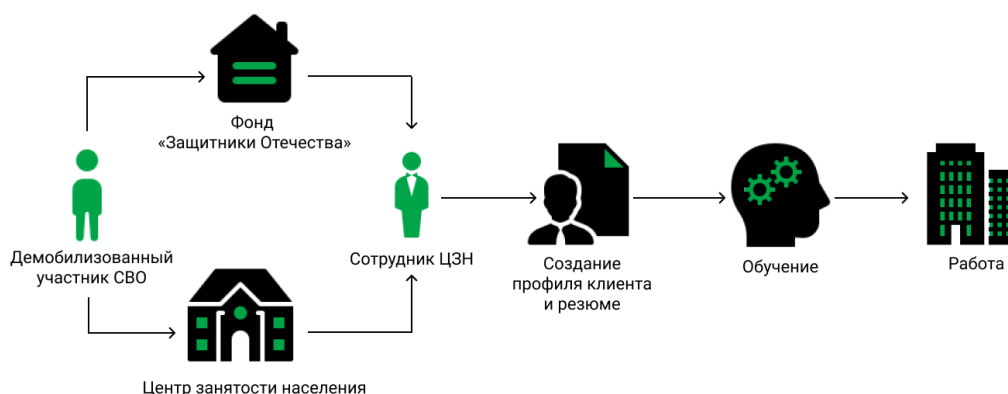 Фонд
«Защитники Отечества»
Демобилизованный
участник СВО
Сотрудник ЦЗН
Создание
профиля клиента
и резюме
Обучение
Работа
Центр занятости населения